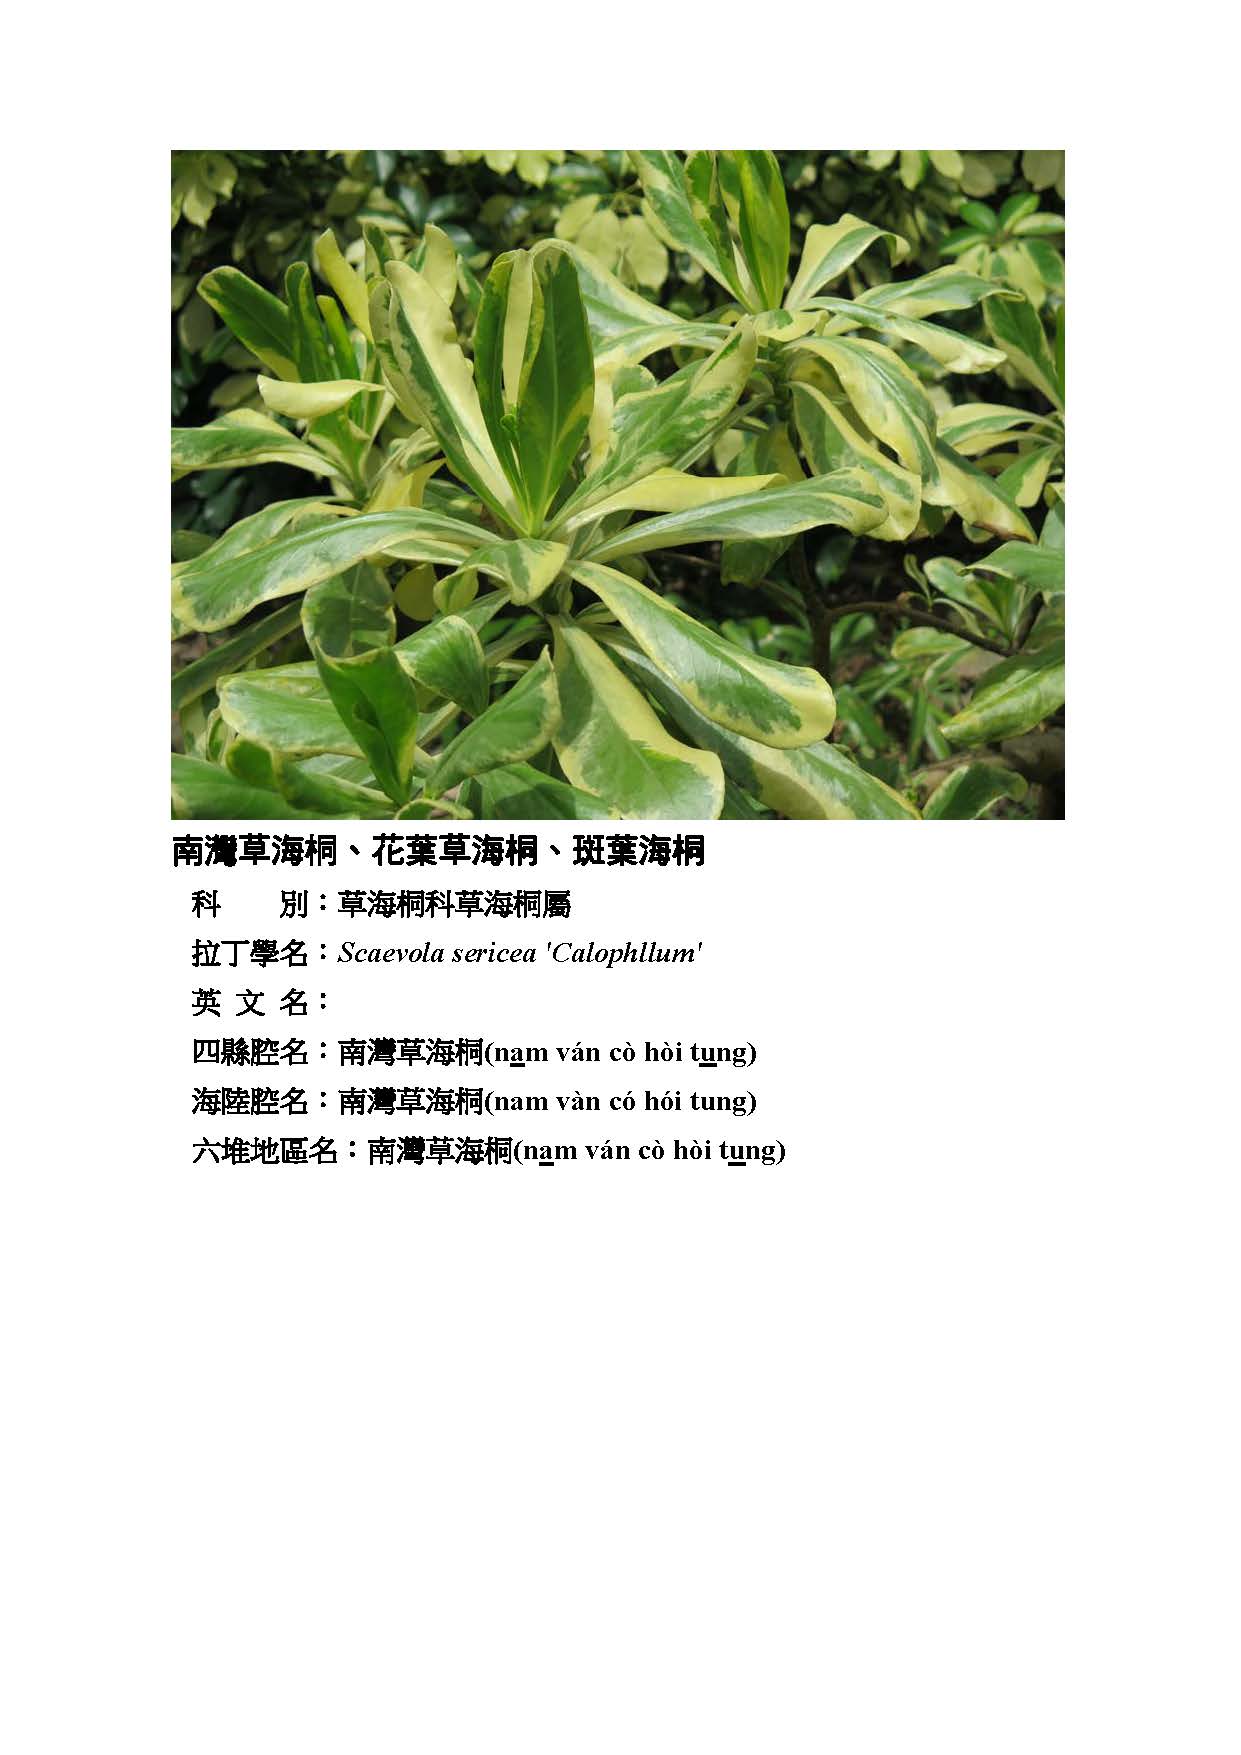 南灣草海桐、花葉草海桐、斑葉海桐
科　　別：草海桐科草海桐屬
拉丁學名：Scaevola sericea 'Calophllum'
英 文 名：
四縣腔名：南灣草海桐(nam ván cò hòi tung)
海陸腔名：南灣草海桐(nam vàn có hói tung)
六堆地區名：南灣草海桐(nam ván cò hòi tung)